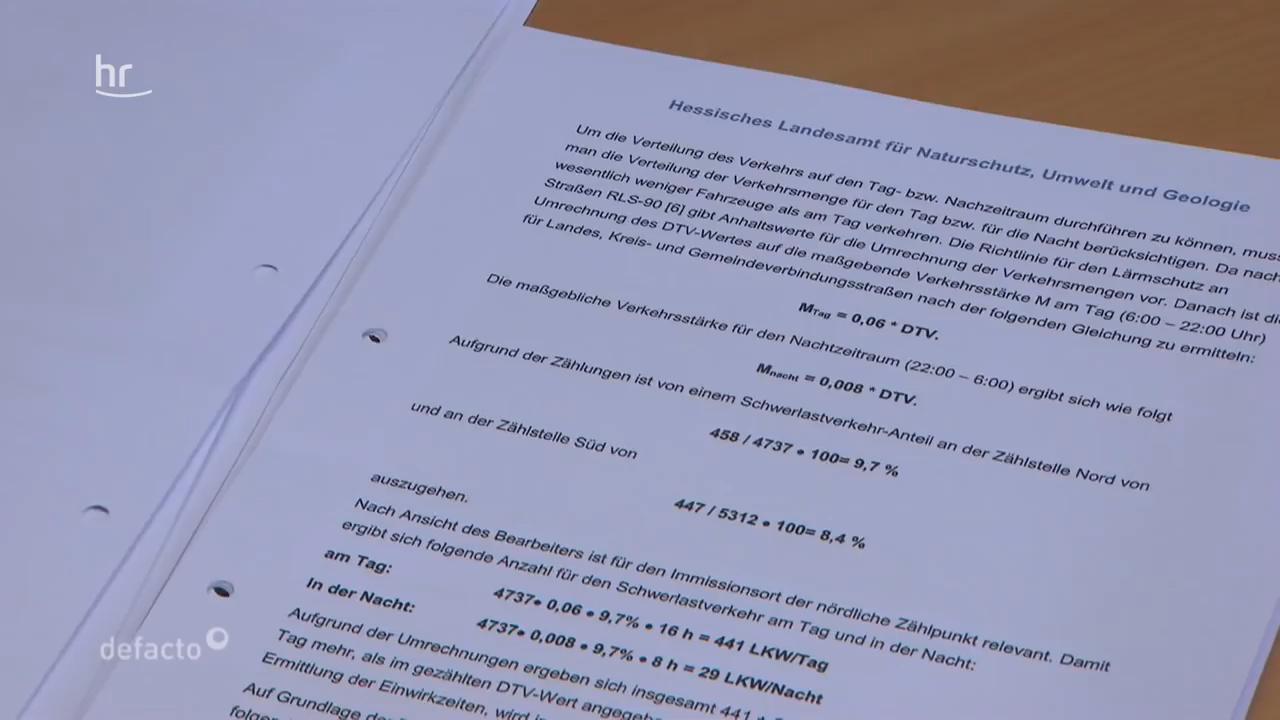 hr
Hessisches Landesamt für Naturschutz, Umwelt und Geologie
Um die Verteilung des Verkehrs auf den Tag- bzw. Nachzeitraum durchführen zu können, muss
man die Verteilung der Verkehrsmenge für den Tag bzw. für die Nacht berücksichtigen. Da nach
wesentlich weniger Fahrzeuge als am Tag verkehren. Die Richtlinie für den Lärmschutz an
Straßen RLS-90 [6] gibt Anhaltswerte für die Umrechnung der Verkehrsmengen vor. Danach ist die
Umrechnung des DTV-Wertes auf die maßgebende Verkehrsstärke M am Tag (6:00 – 22:00 Uhr)
für Landes, Kreis- und Gemeindeverbindungsstraßen nach der folgenden Gleichung zu ermitteln:
MTag = 0,06 * DTV.
Die maßgebliche Verkehrsstärke für den Nachtzeitraum (22:00 – 6:00) ergibt sich wie folgt
Mnacht = 0,008 * DTV.
Aufgrund der Zählungen ist von einem Schwerlastverkehr-Anteil an der Zählstelle Nord von
458 / 4737 • 100= 9,7 %
und an der Zählstelle Süd von
447 / 5312 • 100= 8,4 %
auszugehen.
Nach Ansicht des Bearbeiters ist für den Immissionsort der nördliche Zählpunkt relevant. Damit
ergibt sich folgende Anzahl für den Schwerlastverkehr am Tag und in der Nacht:
am Tag: 4737• 0,06 • 9,7% • 16 h = 441 LKW/Tag
In der Nacht: 4737• 0,008 • 9,7% • 8 h = 29 LKW/Nacht
Aufgrund der Umrechnungen ergeben sich insgesamt 441 +
Tag mehr, als im gezählten DTV-Wert angegeben
Ermittlung der Einwirkzeiten, wird
Auf Grundlage
defacto